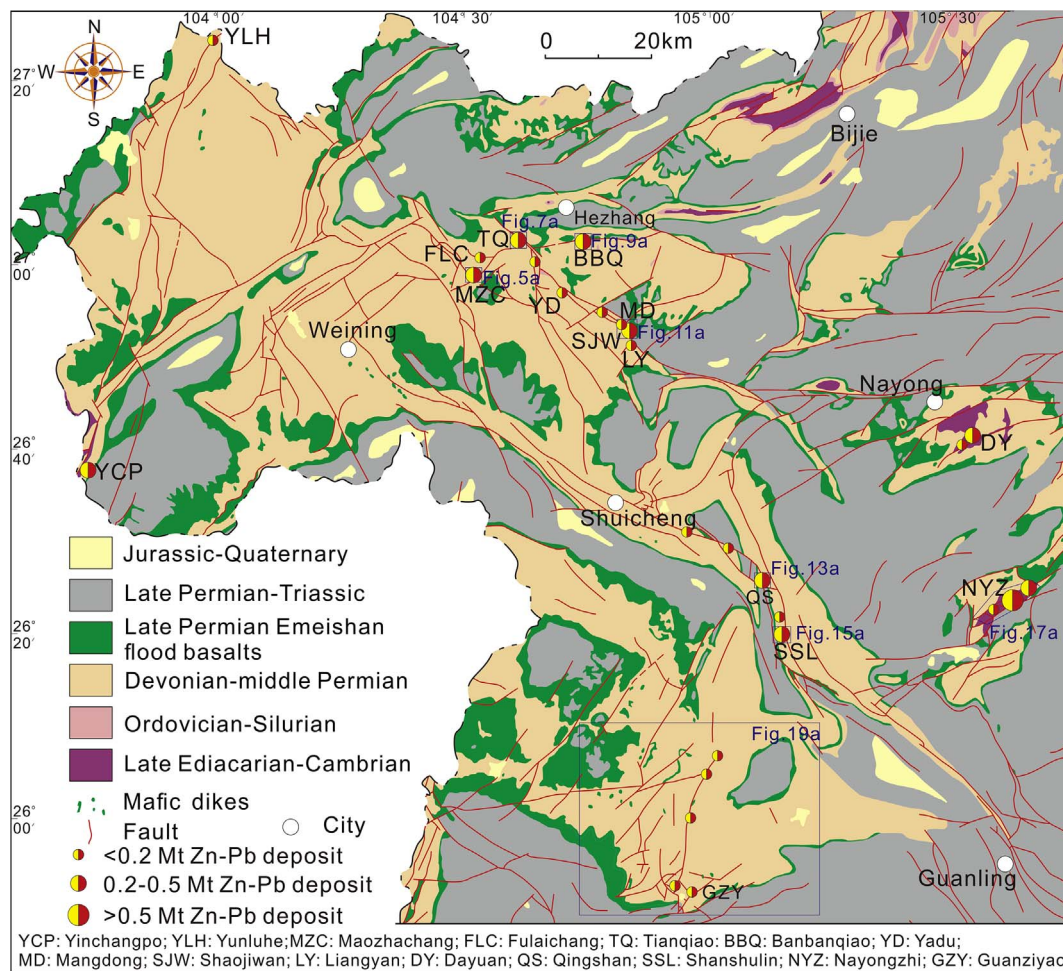 104°00′
104°30′
105°00′
105°30′
N
W
E
S
YLH
0 20km
27°
20′
Bijie
Hezhang
Fig.7a
TQ
Fig.9a
BBQ
FLC
27°
00′
Fig.5a
MZC
YD
MD
SJW
Fig.11a
LY
Weining
Nayong
26°
40′
YCP
DY
Shuicheng
Fig.13a
QS
NYZ
Fig.17a
26°
20′
Fig.15a
SSL
Jurassic-Quaternary
Late Permian-Triassic
Late Permian Emeishan
flood basalts
Devonian-middle Permian
Ordovician-Silurian
Late Ediacarian-Cambrian
Fig.19a
26°
00′
Mafic dikes
Fault
City
<0.2 Mt Zn-Pb deposit
0.2-0.5 Mt Zn-Pb deposit
>0.5 Mt Zn-Pb deposit
GZY
Guanling
YCP: Yinchangpo; YLH: Yunluhe;MZC: Maozhachang; FLC: Fulaichang; TQ: Tianqiao: BBQ: Banbanqiao; YD: Yadu;
MD: Mangdong; SJW: Shaojiwan; LY: Liangyan; DY: Dayuan; QS: Qingshan; SSL: Shanshulin; NYZ: Nayongzhi; GZY: Guanziyao